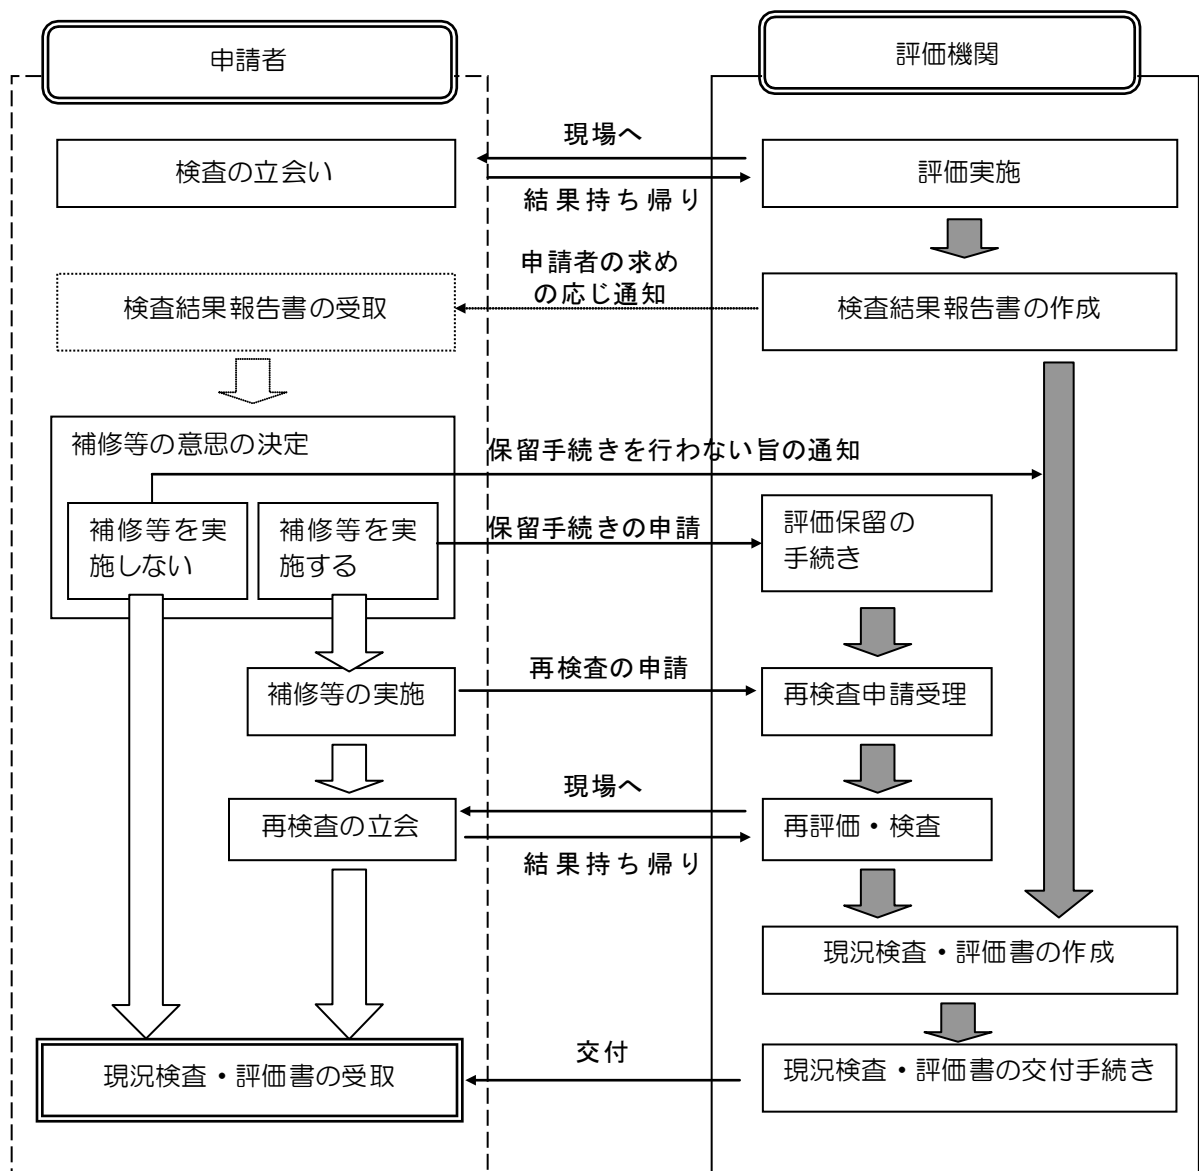 申請者
評価機関
現場へ
検査の立会い
評価実施
結果持ち帰り
申請者の求め
の応じ通知
検査結果報告書の受取
検査結果報告書の作成
補修等の意思の決定
保留手続きを行わない旨の通知
補修等を実
施しない
補修等を実
施する
保留手続きの申請
評価保留の
手続き
再検査の申請
補修等の実施
再検査申請受理
現場へ
再検査の立会
再評価・検査
結果持ち帰り
現況検査・評価書の作成
交付
現況検査・評価書の受取
現況検査・評価書の交付手続き